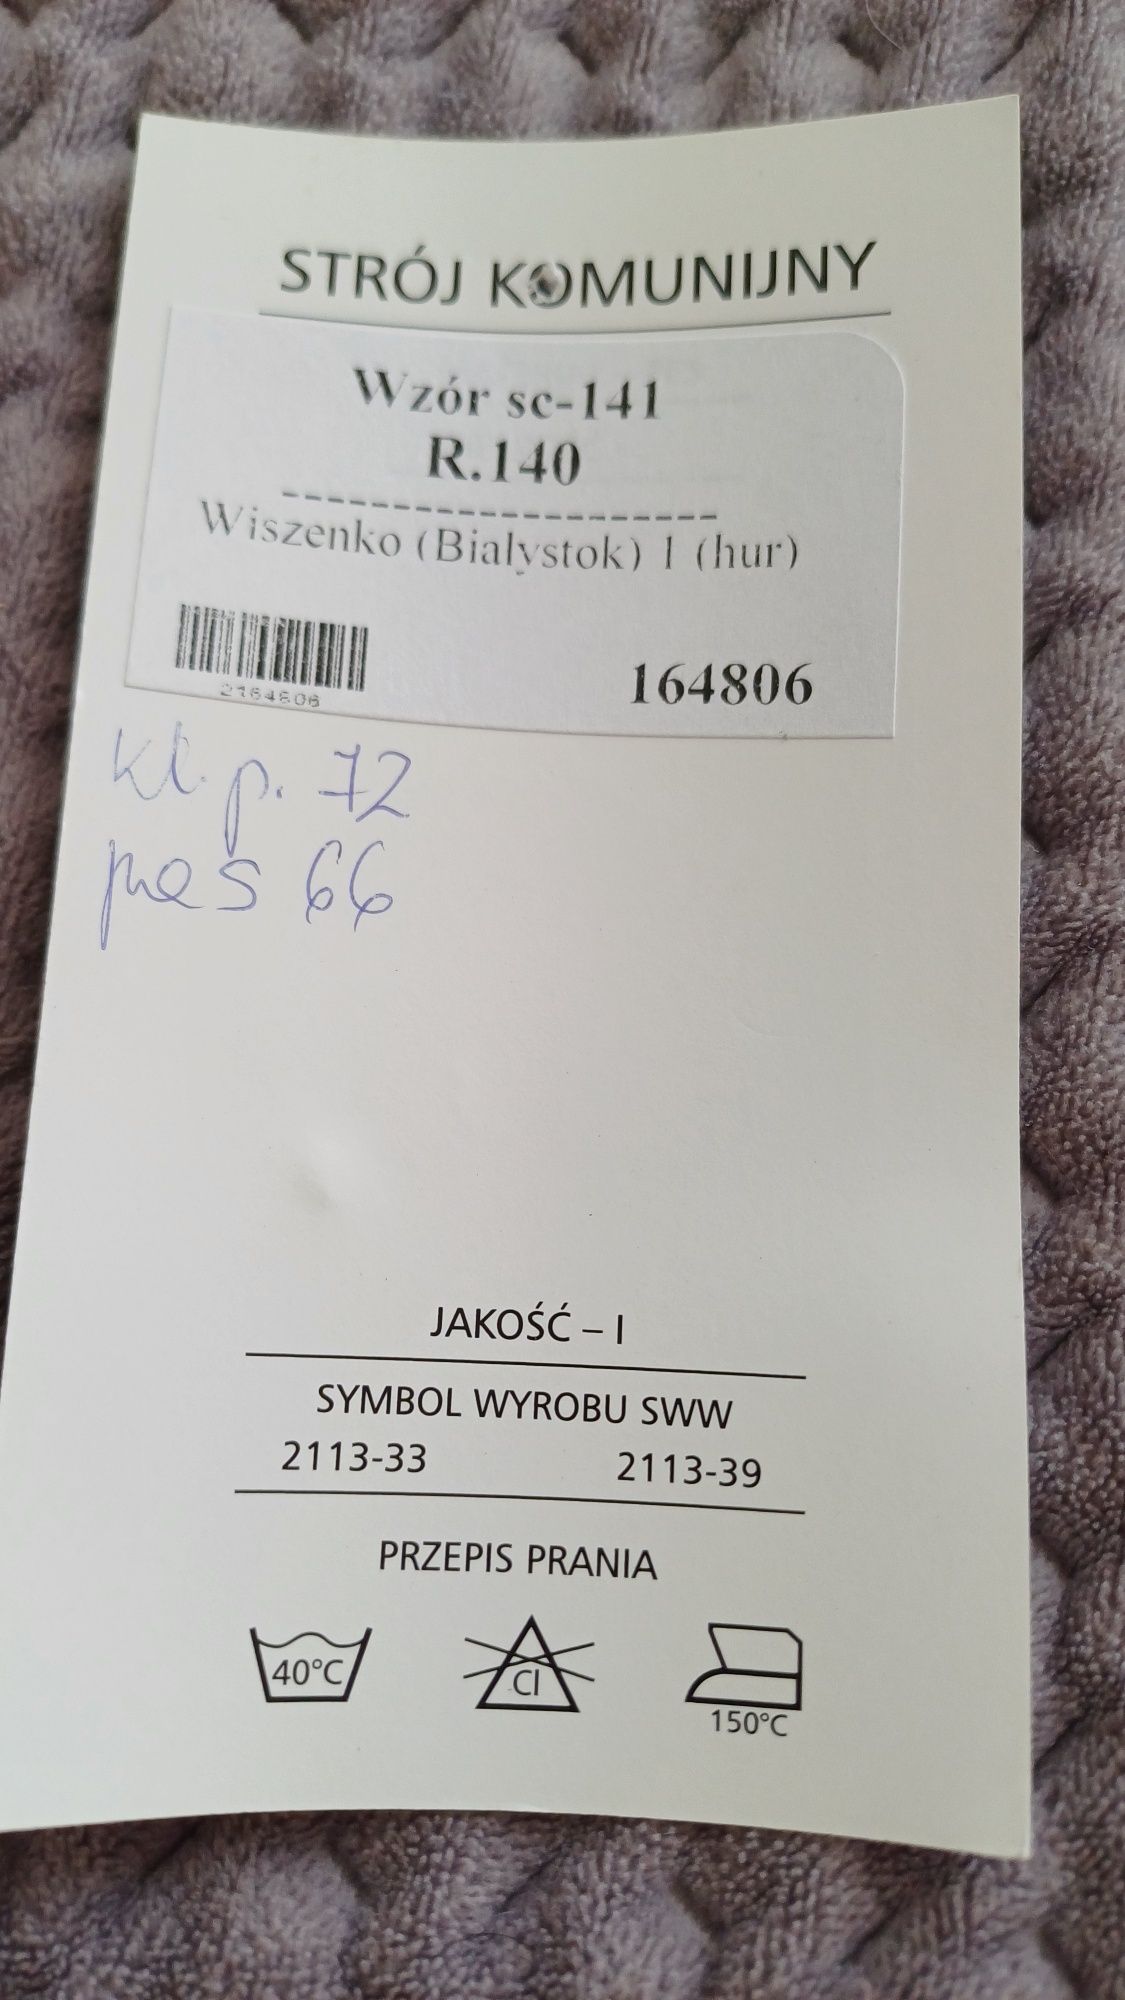 STRÓJ KOMUNIJNY
Wzór sc-141
R.140
--------------------
Wiszenko (Białystok) 1 (hur)
2164806
164806
kl. p. 72
pas 66
JAKOŚĆ – I
SYMBOL WYROBU SWW
2113-33 2113-39
PRZEPIS PRANIA
40°C Cl
150°C